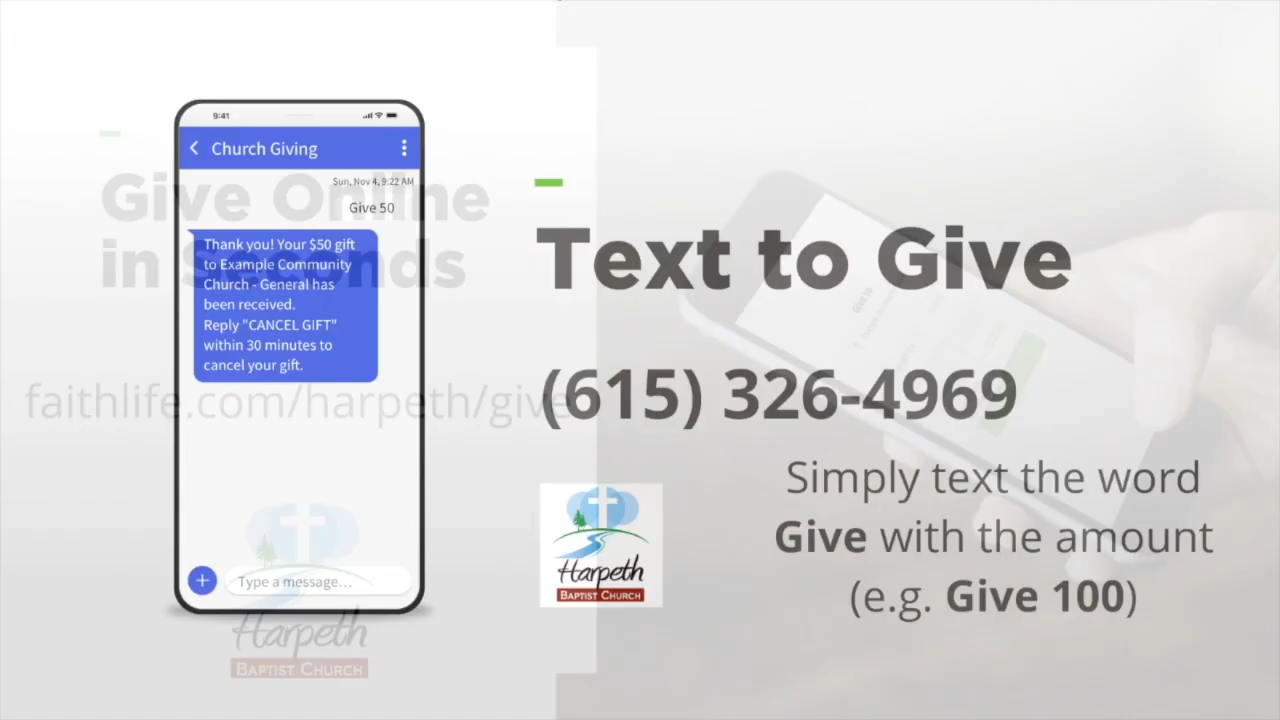 9:41
Church Giving
Sun, Nov 4, 9:22 AM
Give 50
Thank you! Your $50 gift
to Example Community
Church - General has
been received.
Reply "CANCEL GIFT"
within 30 minutes to
cancel your gift.
Type a message...
Give Online
in Seconds
faithlife.com/harpeth/give
Harpeth
BAPTIST CHURCH
Text to Give
(615) 326-4969
Simply text the word
Give with the amount
(e.g. Give 100)
Harpeth
BAPTIST CHURCH